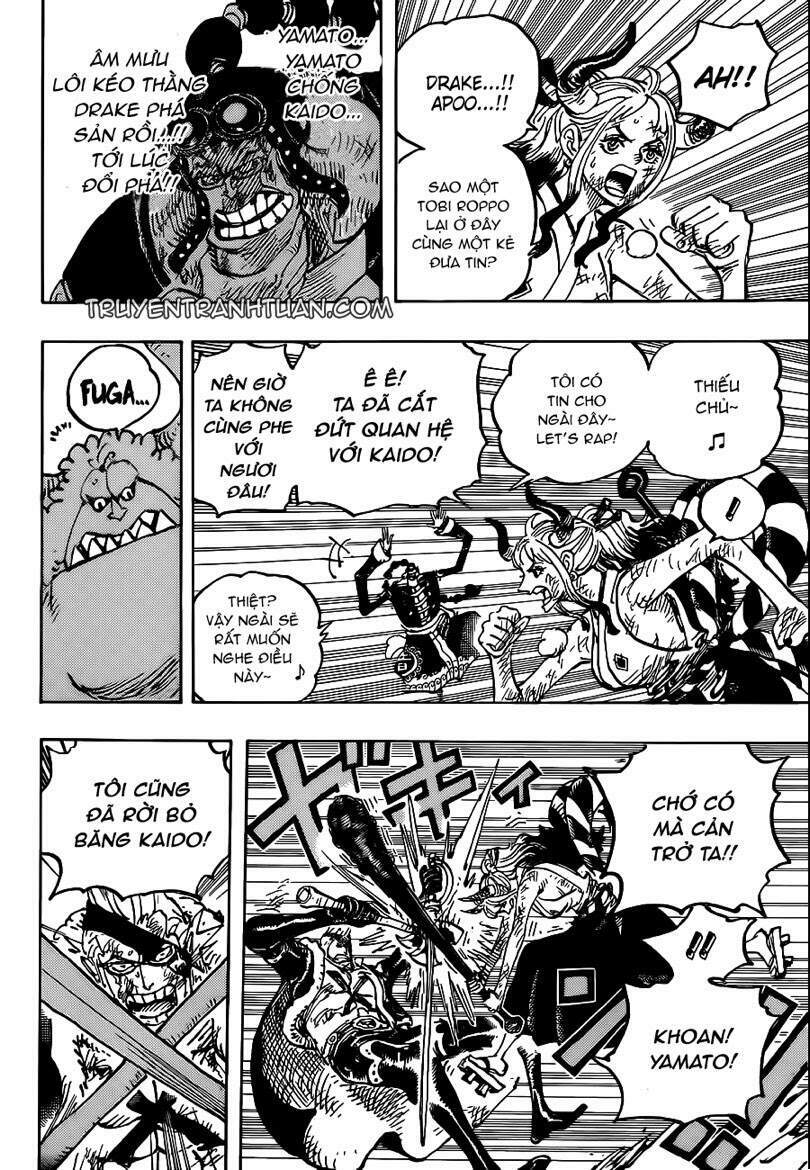 AH!!
DRAKE...!!
APOO...!!
SAO MỘT
TOBI ROPPO
LẠI Ở ĐÂY
CÙNG MỘT KẺ
ĐƯA TIN?
YAMATO...
YAMATO
CHỐNG
KAIDO...
ÂM MƯU
LÔI KÉO THẰNG
DRAKE PHÁ
SẢN RỒI...!!
TỚI LÚC
ĐỔI PHA!!
TRUYENTRANHTUAN.COM
THIẾU
CHỦ~
♫
TÔI CÓ
TIN CHO
NGÀI ĐÂY~
LET'S RAP!
!
Ê Ê!
TA ĐÃ CẮT
ĐỨT QUAN HỆ
VỚI KAIDO!
NÊN GIỜ
TA KHÔNG
CÙNG PHE
VỚI
NGƯƠI
ĐÂU!
THIỆT?
VẬY NGÀI SẼ
RẤT MUỐN
NGHE ĐIỀU
NÀY~ ♪
FUGA...
CHỚ CÓ
MÀ CẢN
TRỞ TA!!
!!
KHOAN!
YAMATO!
TÔI CŨNG
ĐÃ RỜI BỎ
BĂNG KAIDO!